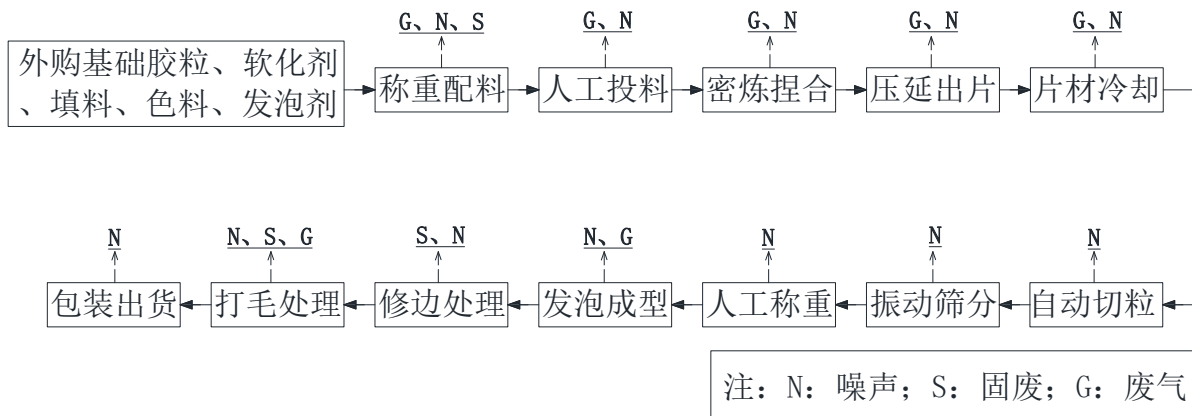 G、N、S
G、N
G、N
G、N
G、N
外购基础胶粒、软化剂
、填料、色料、发泡剂
称重配料
人工投料
密炼捏合
压延出片
片材冷却
N
N、S、G
S、N
N、G
N
N
N
包装出货
打毛处理
修边处理
发泡成型
人工称重
振动筛分
自动切粒
注：N：噪声；S：固废；G：废气